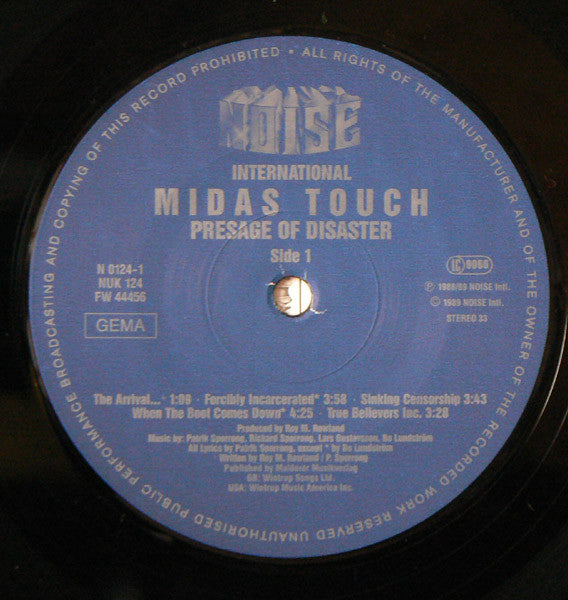 ALL RIGHTS OF THE MANUFACTURER AND OF THE OWNER OF THE RECORDED WORK RESERVED UNAUTHORISED PUBLIC PERFORMANCE BROADCASTING AND COPYING OF THIS RECORD PROHIBITED •
NOISE
INTERNATIONAL
MIDAS TOUCH
PRESAGE OF DISASTER
Side 1
N 0124-1
NUK 124
FW 44456
GEMA
LC 9066
Ⓟ 1988/89 NOISE Intl.
© 1989 NOISE Intl.
STEREO 33
The Arrival...* 1:09 · Forcibly Incarcerated* 3:58 · Sinking Censorship 3:43
When The Boot Comes Down* 4:25 · True Believers Inc. 3:28
Produced by Roy M. Rowland
Music by: Patrik Sporrong, Richard Sporrong, Lars Gustavsson, Bo Lundström
All Lyrics by Patrik Sporrong, except * by Bo Lundström
Written by Roy M. Rowland / P. Sporrong
Published by Maldoror Musikverlag
GB: Wintrup Songs Ltd.
USA: Wintrup Music America Inc.